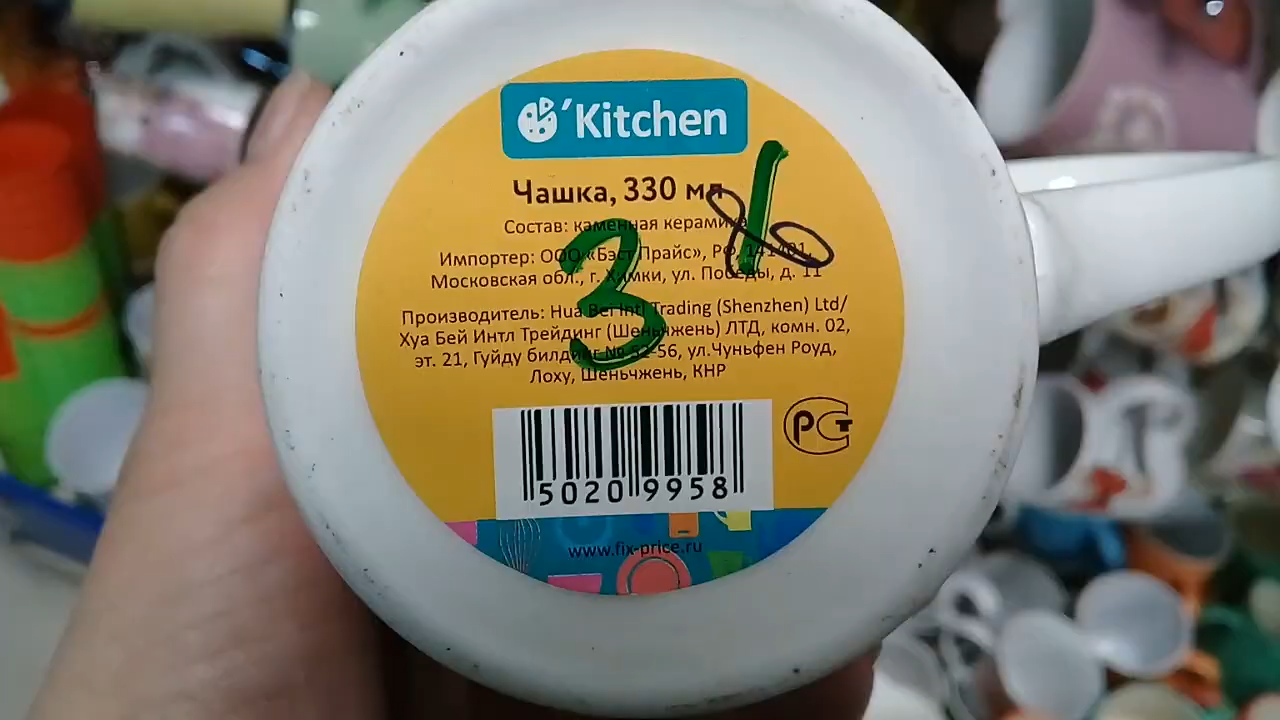 'Kitchen
Чашка, 330 мл
Состав: каменная керамика
Импортер: ООО «Бэст Прайс», РФ, 141401,
Московская обл., г. Химки, ул. Победы, д. 11
Производитель: Hua Bei Intl Trading (Shenzhen) Ltd/
Хуа Бей Интл Трейдинг (Шеньчжень) ЛТД, комн. 02,
эт. 21, Гуйду билдинг № 52-56, ул.Чуньфен Роуд,
Лоху, Шеньчжень, КНР
3
РСТ
50209958
www.fix-price.ru